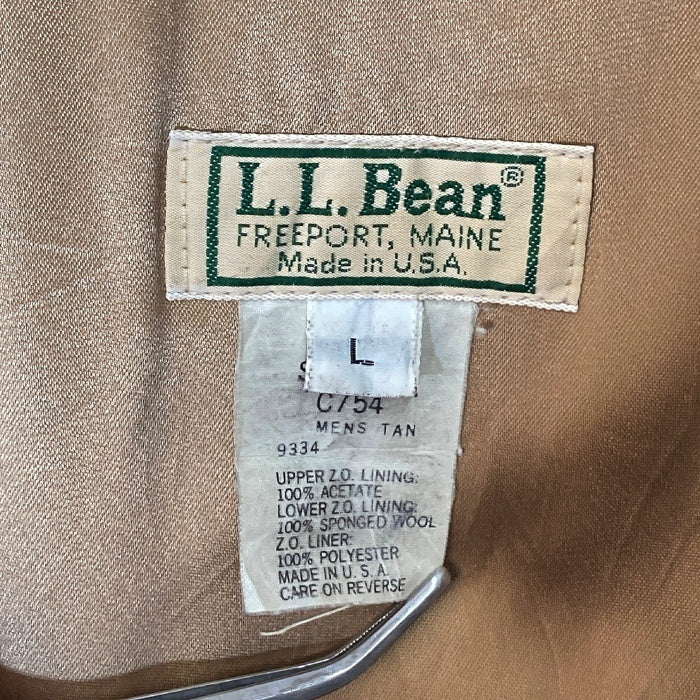 L.L. Bean®
FREEPORT, MAINE
Made in U.S.A.
L
C754
MENS TAN
9334
UPPER Z.O. LINING:
100% ACETATE
LOWER Z.O. LINING:
100% SPONGED WOOL
Z.O. LINER:
100% POLYESTER
MADE IN U. S. A.
CARE ON REVERSE